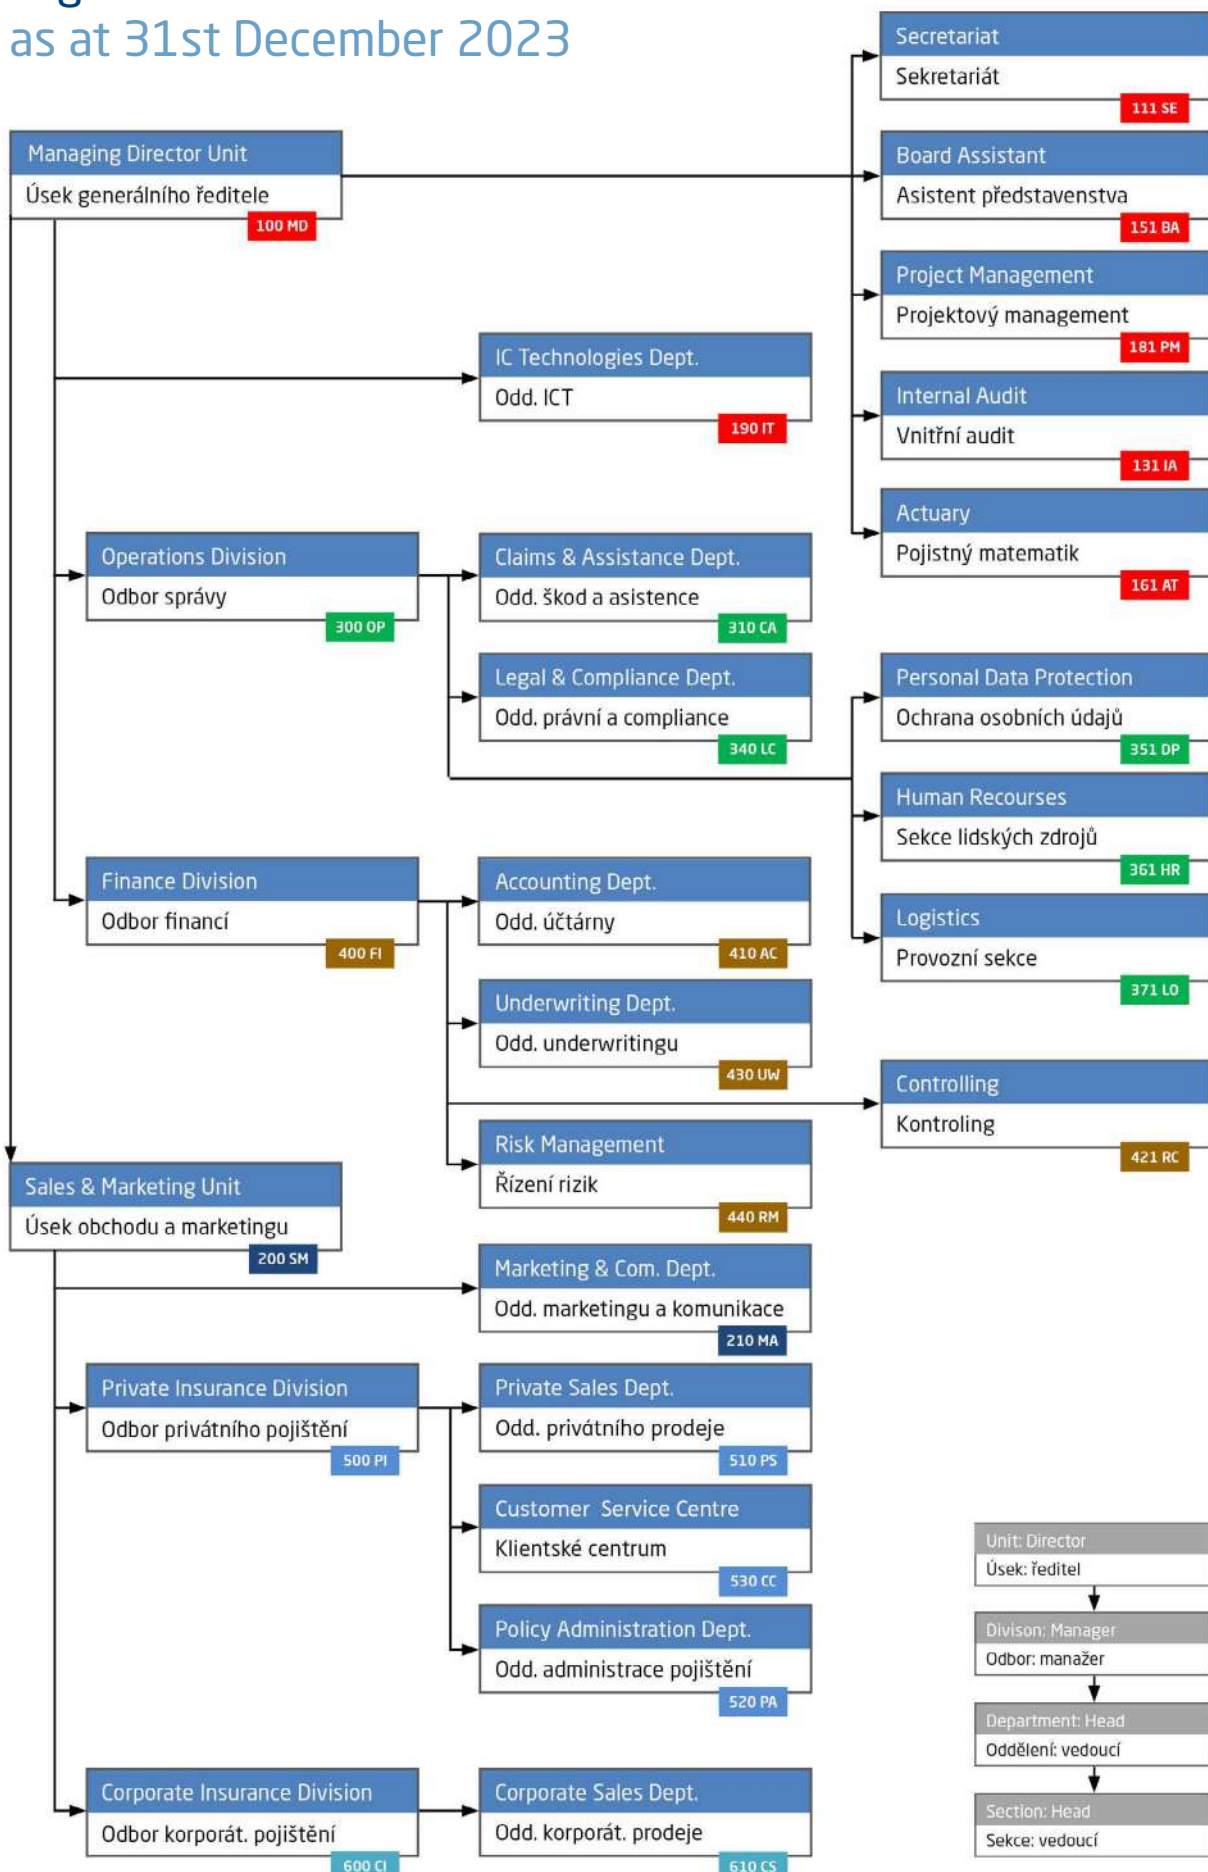 as at 31st December 2023
Secretariat
Sekretariát
111 SE
Managing Director Unit
Úsek generálního ředitele
100 MD
Board Assistant
Asistent představenstva
151 BA
Project Management
Projektový management
181 PM
IC Technologies Dept.
Odd. ICT
190 IT
Internal Audit
Vnitřní audit
131 IA
Actuary
Pojistný matematik
161 AT
Operations Division
Odbor správy
300 OP
Claims & Assistance Dept.
Odd. škod a asistence
310 CA
Legal & Compliance Dept.
Odd. právní a compliance
340 LC
Personal Data Protection
Ochrana osobních údajů
351 DP
Human Recourses
Sekce lidských zdrojů
361 HR
Logistics
Provozní sekce
371 LO
Finance Division
Odbor financí
400 FI
Accounting Dept.
Odd. účtárny
410 AC
Underwriting Dept.
Odd. underwritingu
430 UW
Controlling
Kontroling
421 RC
Risk Management
Řízení rizik
440 RM
Sales & Marketing Unit
Úsek obchodu a marketingu
200 SM
Marketing & Com. Dept.
Odd. marketingu a komunikace
210 MA
Private Insurance Division
Odbor privátního pojištění
500 PI
Private Sales Dept.
Odd. privátního prodeje
510 PS
Customer Service Centre
Klientské centrum
530 CC
Policy Administration Dept.
Odd. administrace pojištění
520 PA
Corporate Insurance Division
Odbor korporát. pojištění
600 CI
Corporate Sales Dept.
Odd. korporát. prodeje
610 CS
Unit: Director
Úsek: ředitel
Divison: Manager
Odbor: manažer
Department: Head
Oddělení: vedoucí
Section: Head
Sekce: vedoucí